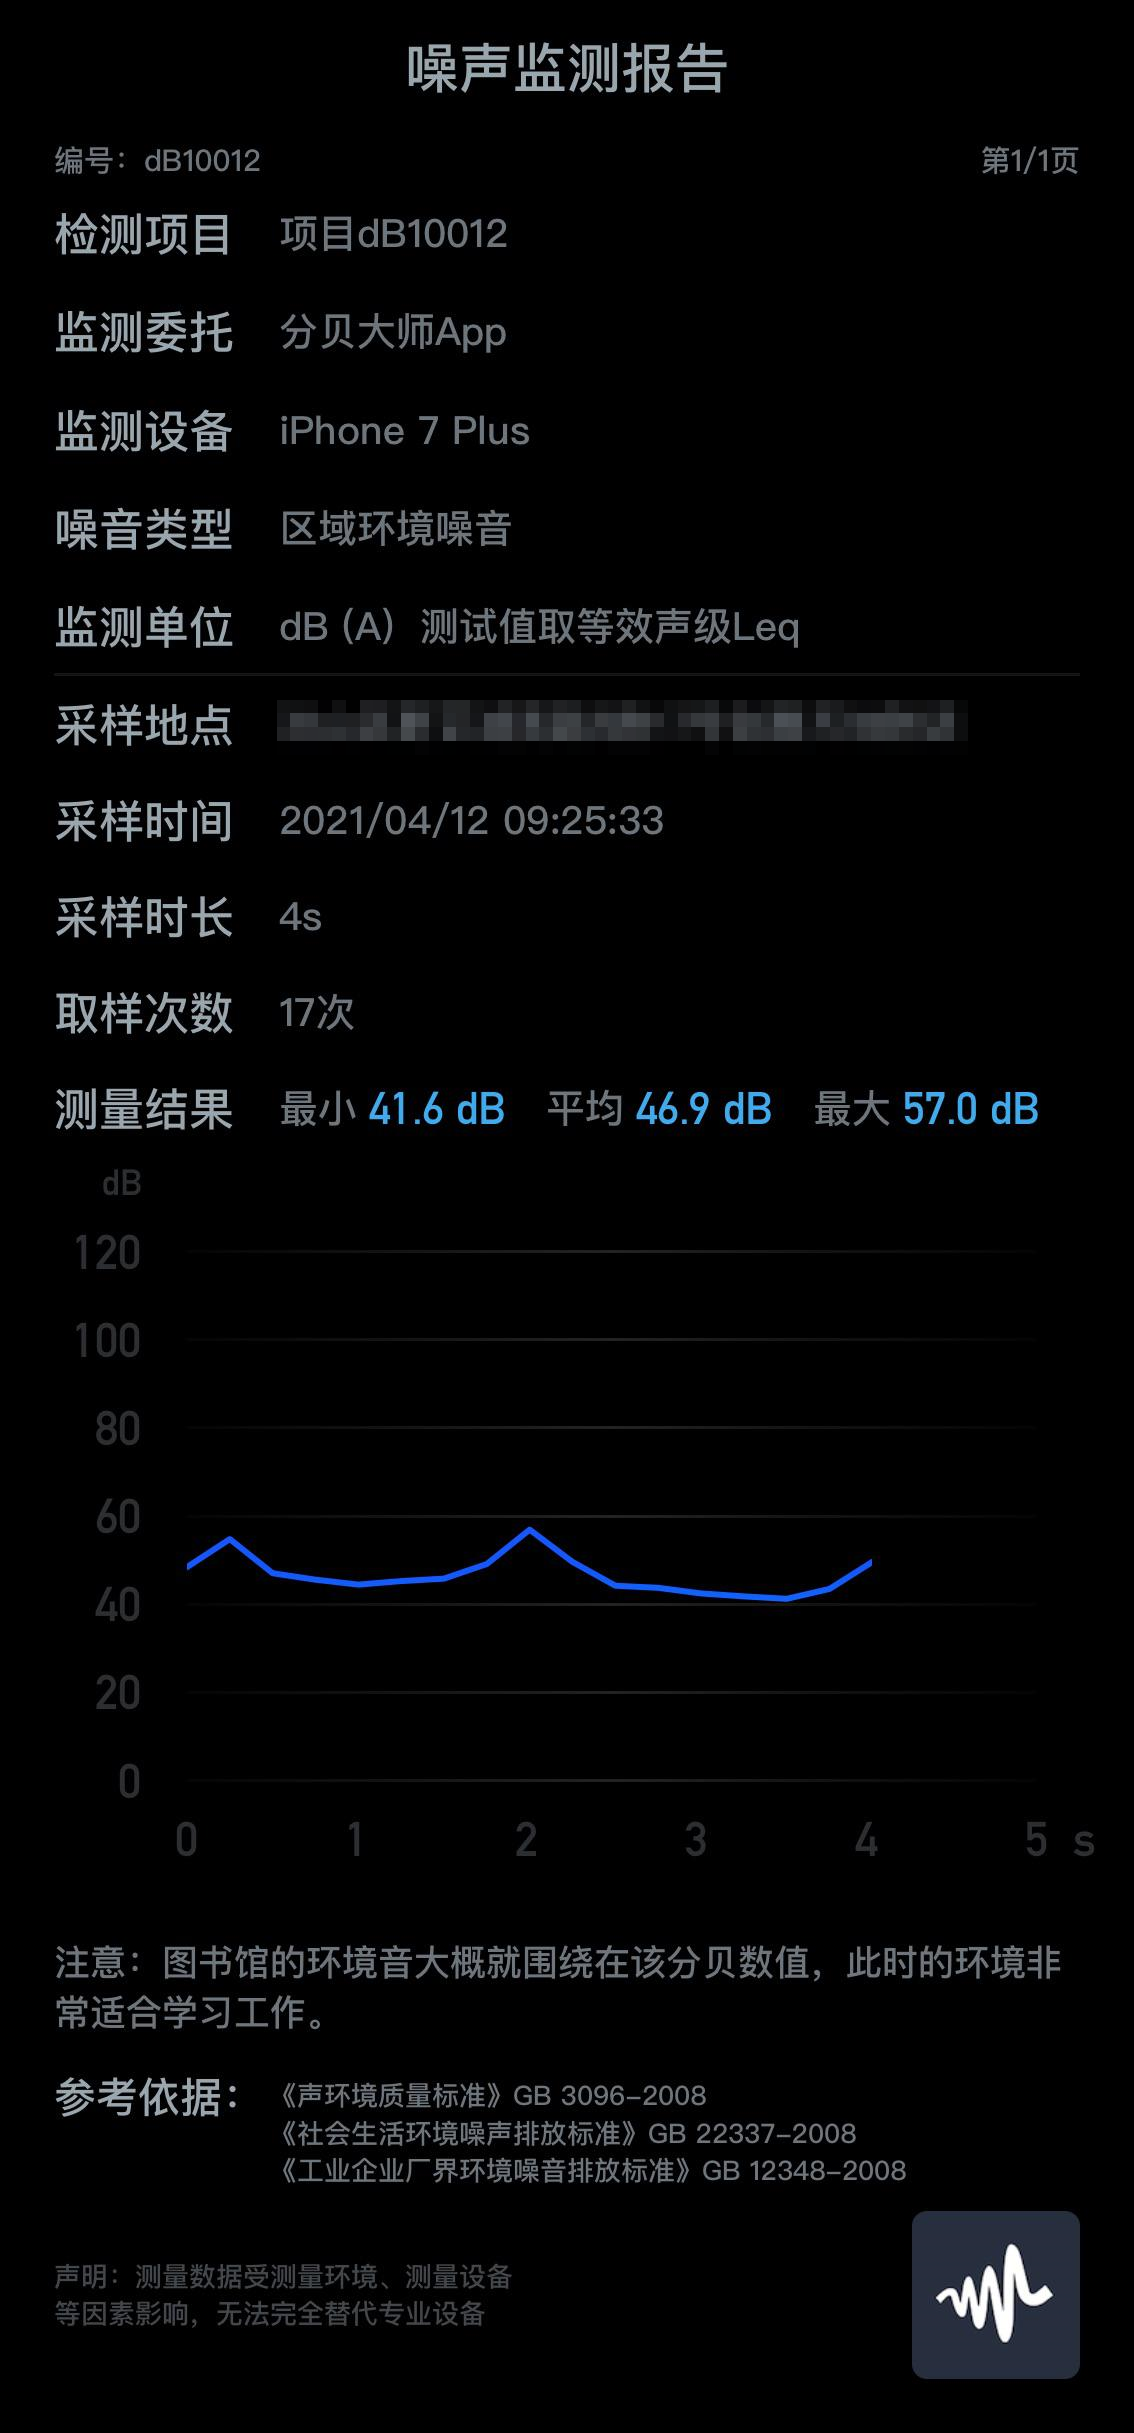 噪声监测报告
编号：dB10012 第1/1页
检测项目 项目dB10012
监测委托 分贝大师App
监测设备 iPhone 7 Plus
噪音类型 区域环境噪音
监测单位 dB (A) 测试值取等效声级Leq
采样地点
采样时间 2021/04/12 09:25:33
采样时长 4s
取样次数 17次
测量结果 最小 41.6 dB 平均 46.9 dB 最大 57.0 dB
dB
120
100
80
60
40
20
0
0 1 2 3 4 5 s
注意：图书馆的环境音大概就围绕在该分贝数值，此时的环境非
常适合学习工作。
参考依据：《声环境质量标准》GB 3096-2008
《社会生活环境噪声排放标准》GB 22337-2008
《工业企业厂界环境噪音排放标准》GB 12348-2008
声明：测量数据受测量环境、测量设备
等因素影响，无法完全替代专业设备